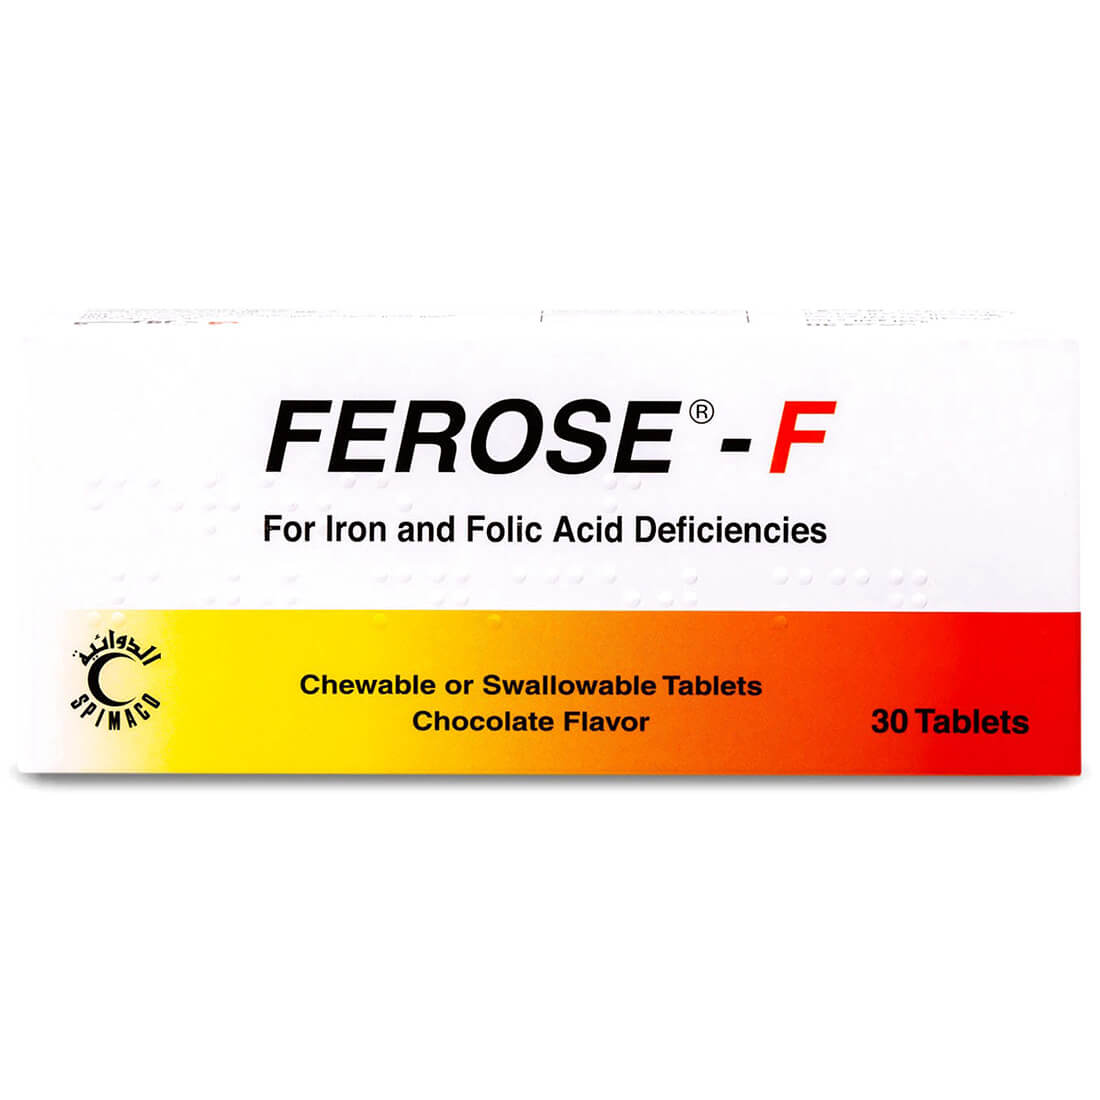 FEROSE® - F
For Iron and Folic Acid Deficiencies
الدوائية
SPIMACO
Chewable or Swallowable Tablets
Chocolate Flavor
30 Tablets